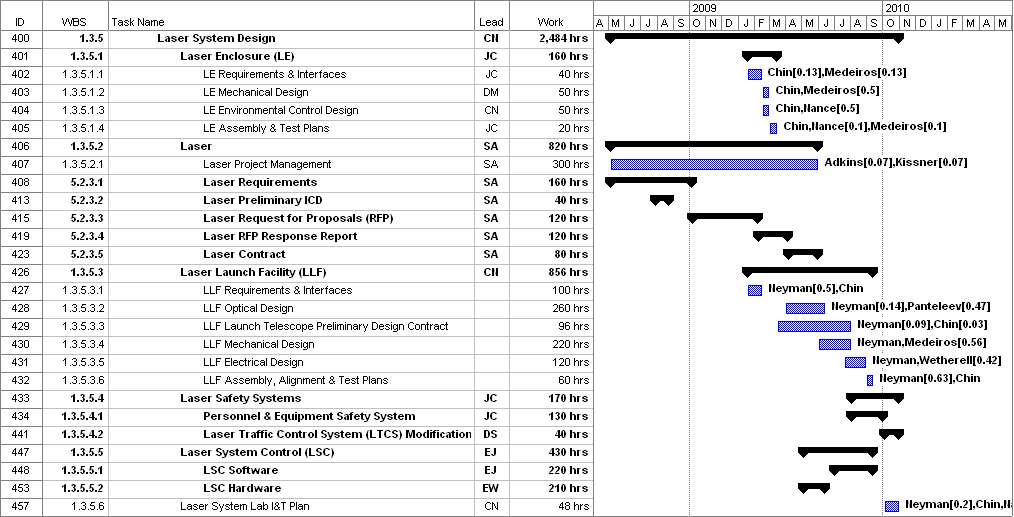 2009 2010
ID WBS Task Name Lead Work A M J J A S O N D J F M A M J J A S O N D J F M A M
400 1.3.5 Laser System Design CN 2,484 hrs
401 1.3.5.1 Laser Enclosure (LE) JC 160 hrs
402 1.3.5.1.1 LE Requirements & Interfaces JC 40 hrs Chin[0.13],Medeiros[0.13]
403 1.3.5.1.2 LE Mechanical Design DM 50 hrs Chin,Medeiros[0.5]
404 1.3.5.1.3 LE Environmental Control Design CN 50 hrs Chin,Nance[0.5]
405 1.3.5.1.4 LE Assembly & Test Plans JC 20 hrs Chin,Nance[0.1],Medeiros[0.1]
406 1.3.5.2 Laser SA 820 hrs
407 1.3.5.2.1 Laser Project Management SA 300 hrs Adkins[0.07],Kissner[0.07]
408 5.2.3.1 Laser Requirements SA 160 hrs
413 5.2.3.2 Laser Preliminary ICD SA 40 hrs
415 5.2.3.3 Laser Request for Proposals (RFP) SA 120 hrs
419 5.2.3.4 Laser RFP Response Report SA 120 hrs
423 5.2.3.5 Laser Contract SA 80 hrs
426 1.3.5.3 Laser Launch Facility (LLF) CN 856 hrs
427 1.3.5.3.1 LLF Requirements & Interfaces 100 hrs Neyman[0.5],Chin
428 1.3.5.3.2 LLF Optical Design 260 hrs Neyman[0.14],Panteleev[0.47]
429 1.3.5.3.3 LLF Launch Telescope Preliminary Design Contract 96 hrs Neyman[0.09],Chin[0.03]
430 1.3.5.3.4 LLF Mechanical Design 220 hrs Neyman,Medeiros[0.56]
431 1.3.5.3.5 LLF Electrical Design 120 hrs Neyman,Wetherell[0.42]
432 1.3.5.3.6 LLF Assembly, Alignment & Test Plans 60 hrs Neyman[0.63],Chin
433 1.3.5.4 Laser Safety Systems JC 170 hrs
434 1.3.5.4.1 Personnel & Equipment Safety System JC 130 hrs
441 1.3.5.4.2 Laser Traffic Control System (LTCS) Modification DS 40 hrs
447 1.3.5.5 Laser System Control (LSC) EJ 430 hrs
448 1.3.5.5.1 LSC Software EJ 220 hrs
453 1.3.5.5.2 LSC Hardware EW 210 hrs
457 1.3.5.6 Laser System Lab I&T Plan CN 48 hrs Neyman[0.2],Chin,